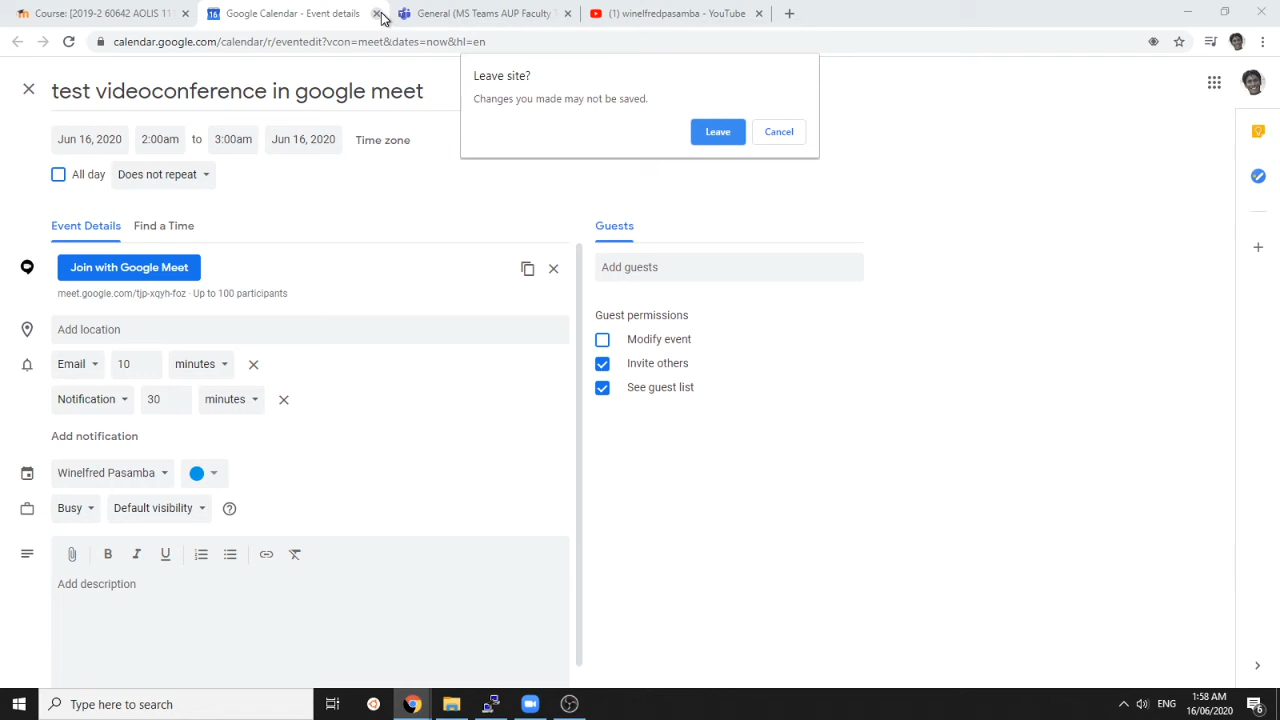 Course: [2019-2 60642 AOLIS 111
Google Calendar - Event details
General (MS Teams AUP Faculty
(1) winelfredpasamba - YouTube
calendar.google.com/calendar/r/eventedit?vcon=meet&dates=now&hl=en
Leave site?
Changes you made may not be saved.
Leave
Cancel
test videoconference in google meet
Jun 16, 2020
2:00am
to
3:00am
Jun 16, 2020
Time zone
All day
Does not repeat
Event Details
Find a Time
Guests
Join with Google Meet
Add guests
meet.google.com/tjp-xqyh-foz · Up to 100 participants
Guest permissions
Add location
Modify event
Email
10
minutes
Invite others
See guest list
Notification
30
minutes
Add notification
Winelfred Pasamba
Busy
Default visibility
Add description
Type here to search
ENG
1:58 AM
16/06/2020
6